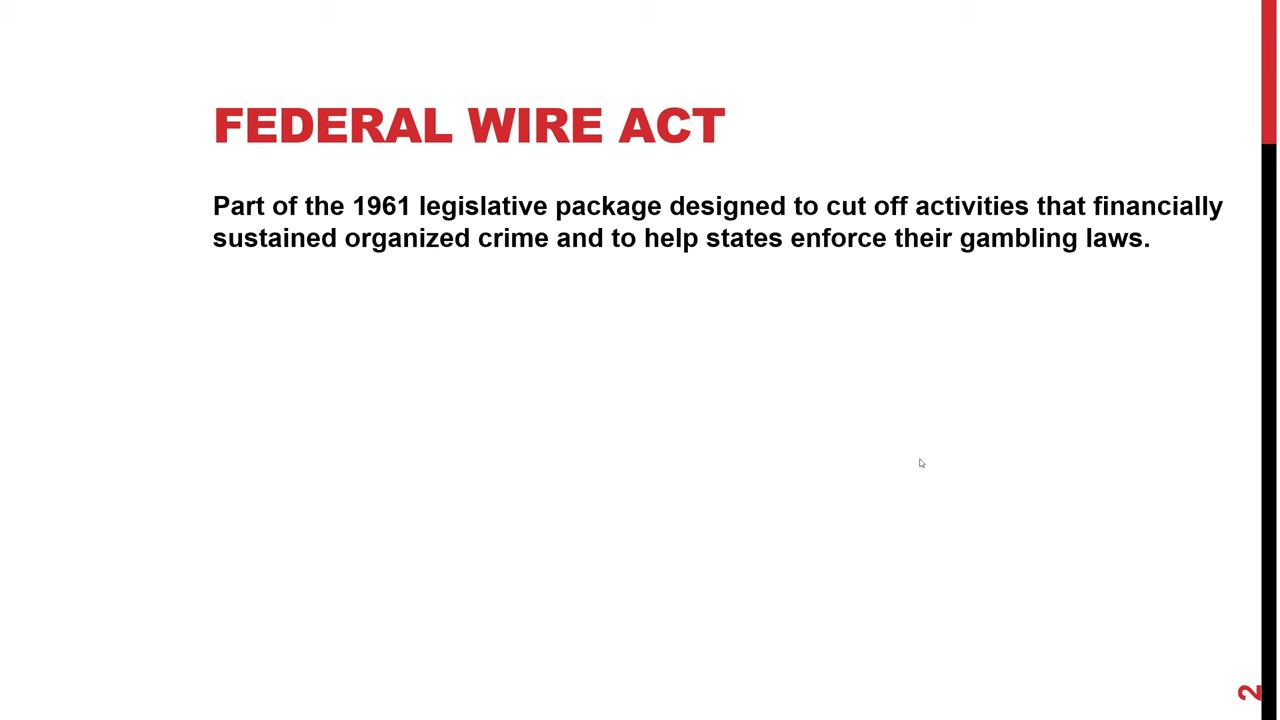 FEDERAL WIRE ACT
Part of the 1961 legislative package designed to cut off activities that financially
sustained organized crime and to help states enforce their gambling laws.
2